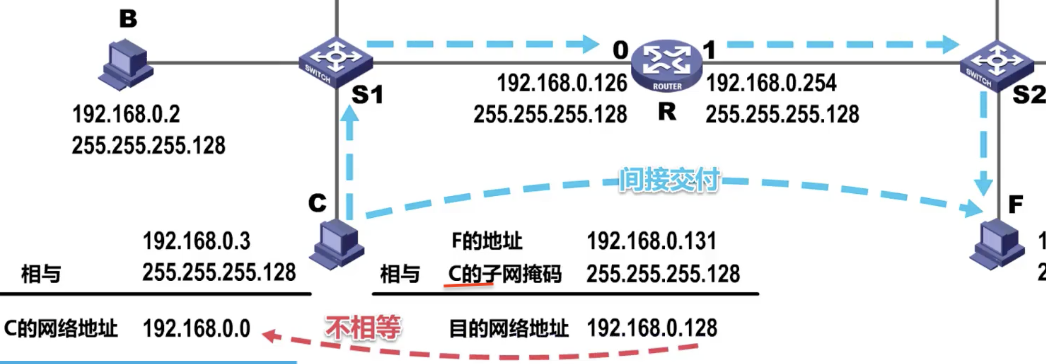 B
192.168.0.2
255.255.255.128
SWITCH
S1
0
1
192.168.0.126
255.255.255.128
ROUTER
R
192.168.0.254
255.255.255.128
SWITCH
S2
间接交付
C
F
192.168.0.3
相与 255.255.255.128
F的地址 192.168.0.131
相与 C的子网掩码 255.255.255.128
C的网络地址 192.168.0.0
不相等
目的网络地址 192.168.0.128
1
2